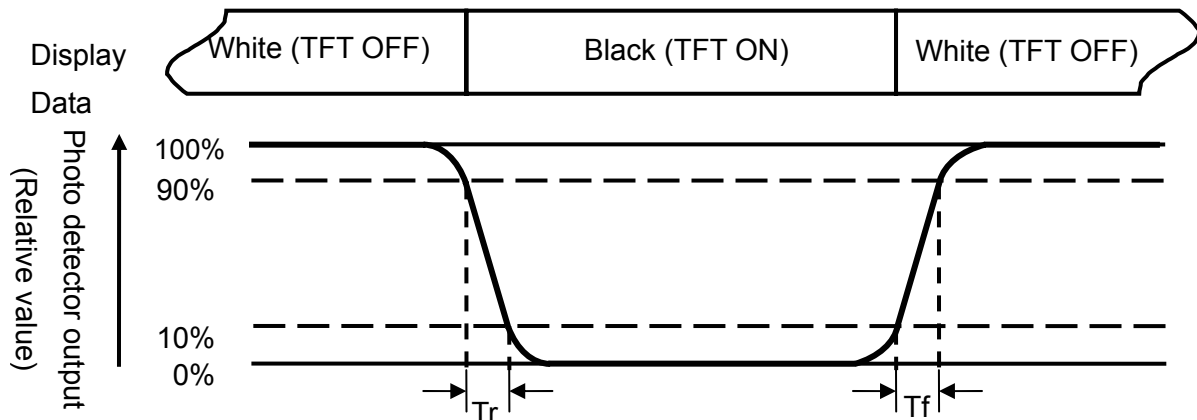 Display
Data
White (TFT OFF)
Black (TFT ON)
White (TFT OFF)
Photo detector output
(Relative value)
100%
90%
10%
0%
Tr
Tf